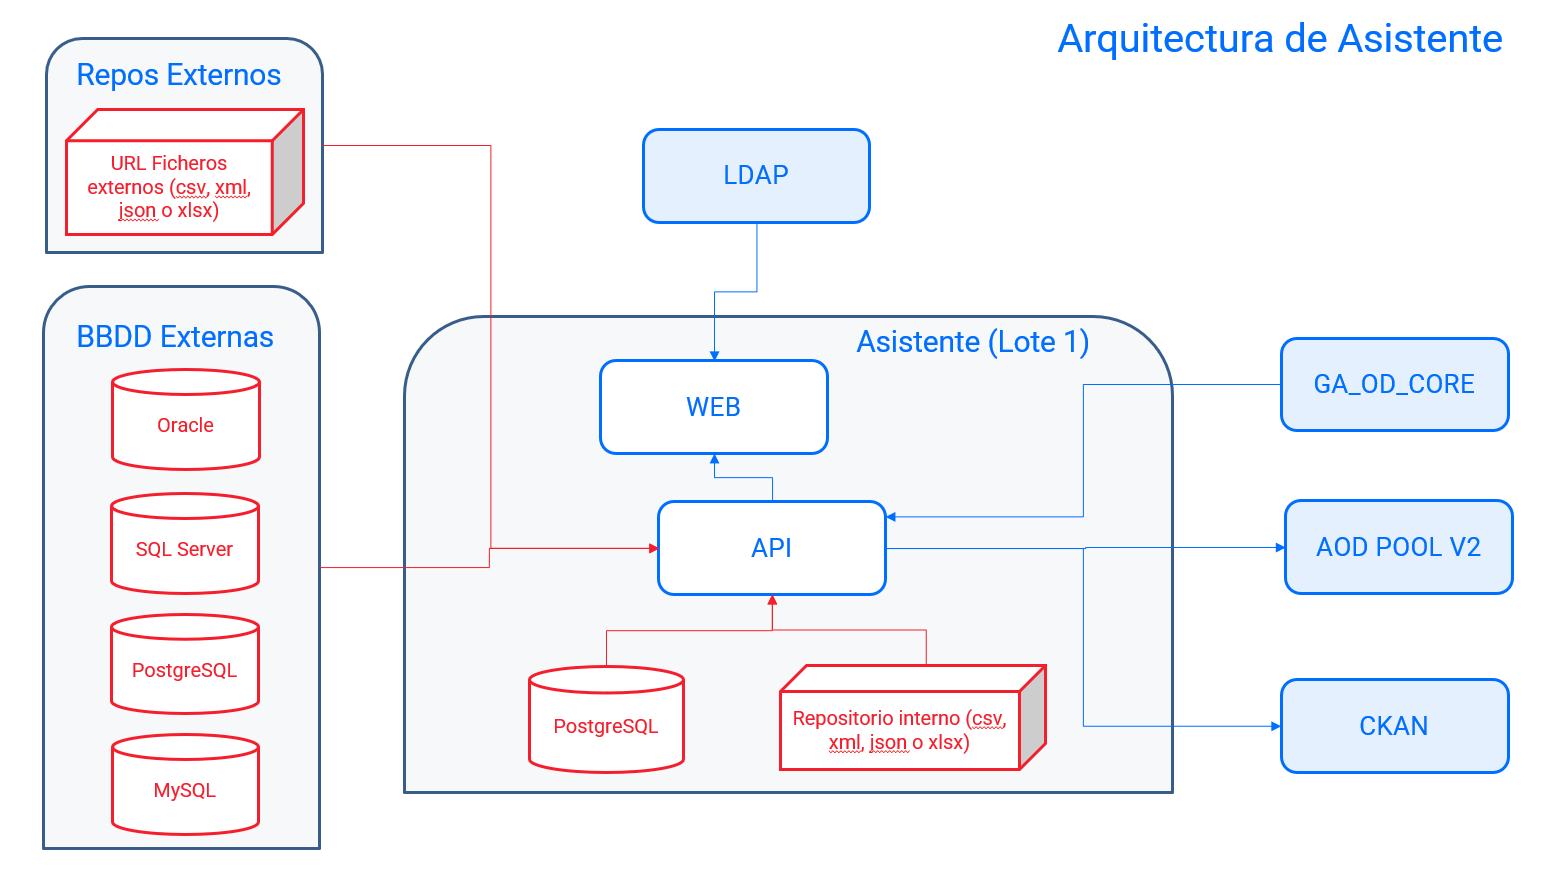 Arquitectura de Asistente
Repos Externos
URL Ficheros
externos (csv, xml,
json o xlsx)
LDAP
BBDD Externas
Oracle
SQL Server
PostgreSQL
MySQL
Asistente (Lote 1)
WEB
API
PostgreSQL
Repositorio interno (csv,
xml, json o xlsx)
GA_OD_CORE
AOD POOL V2
CKAN